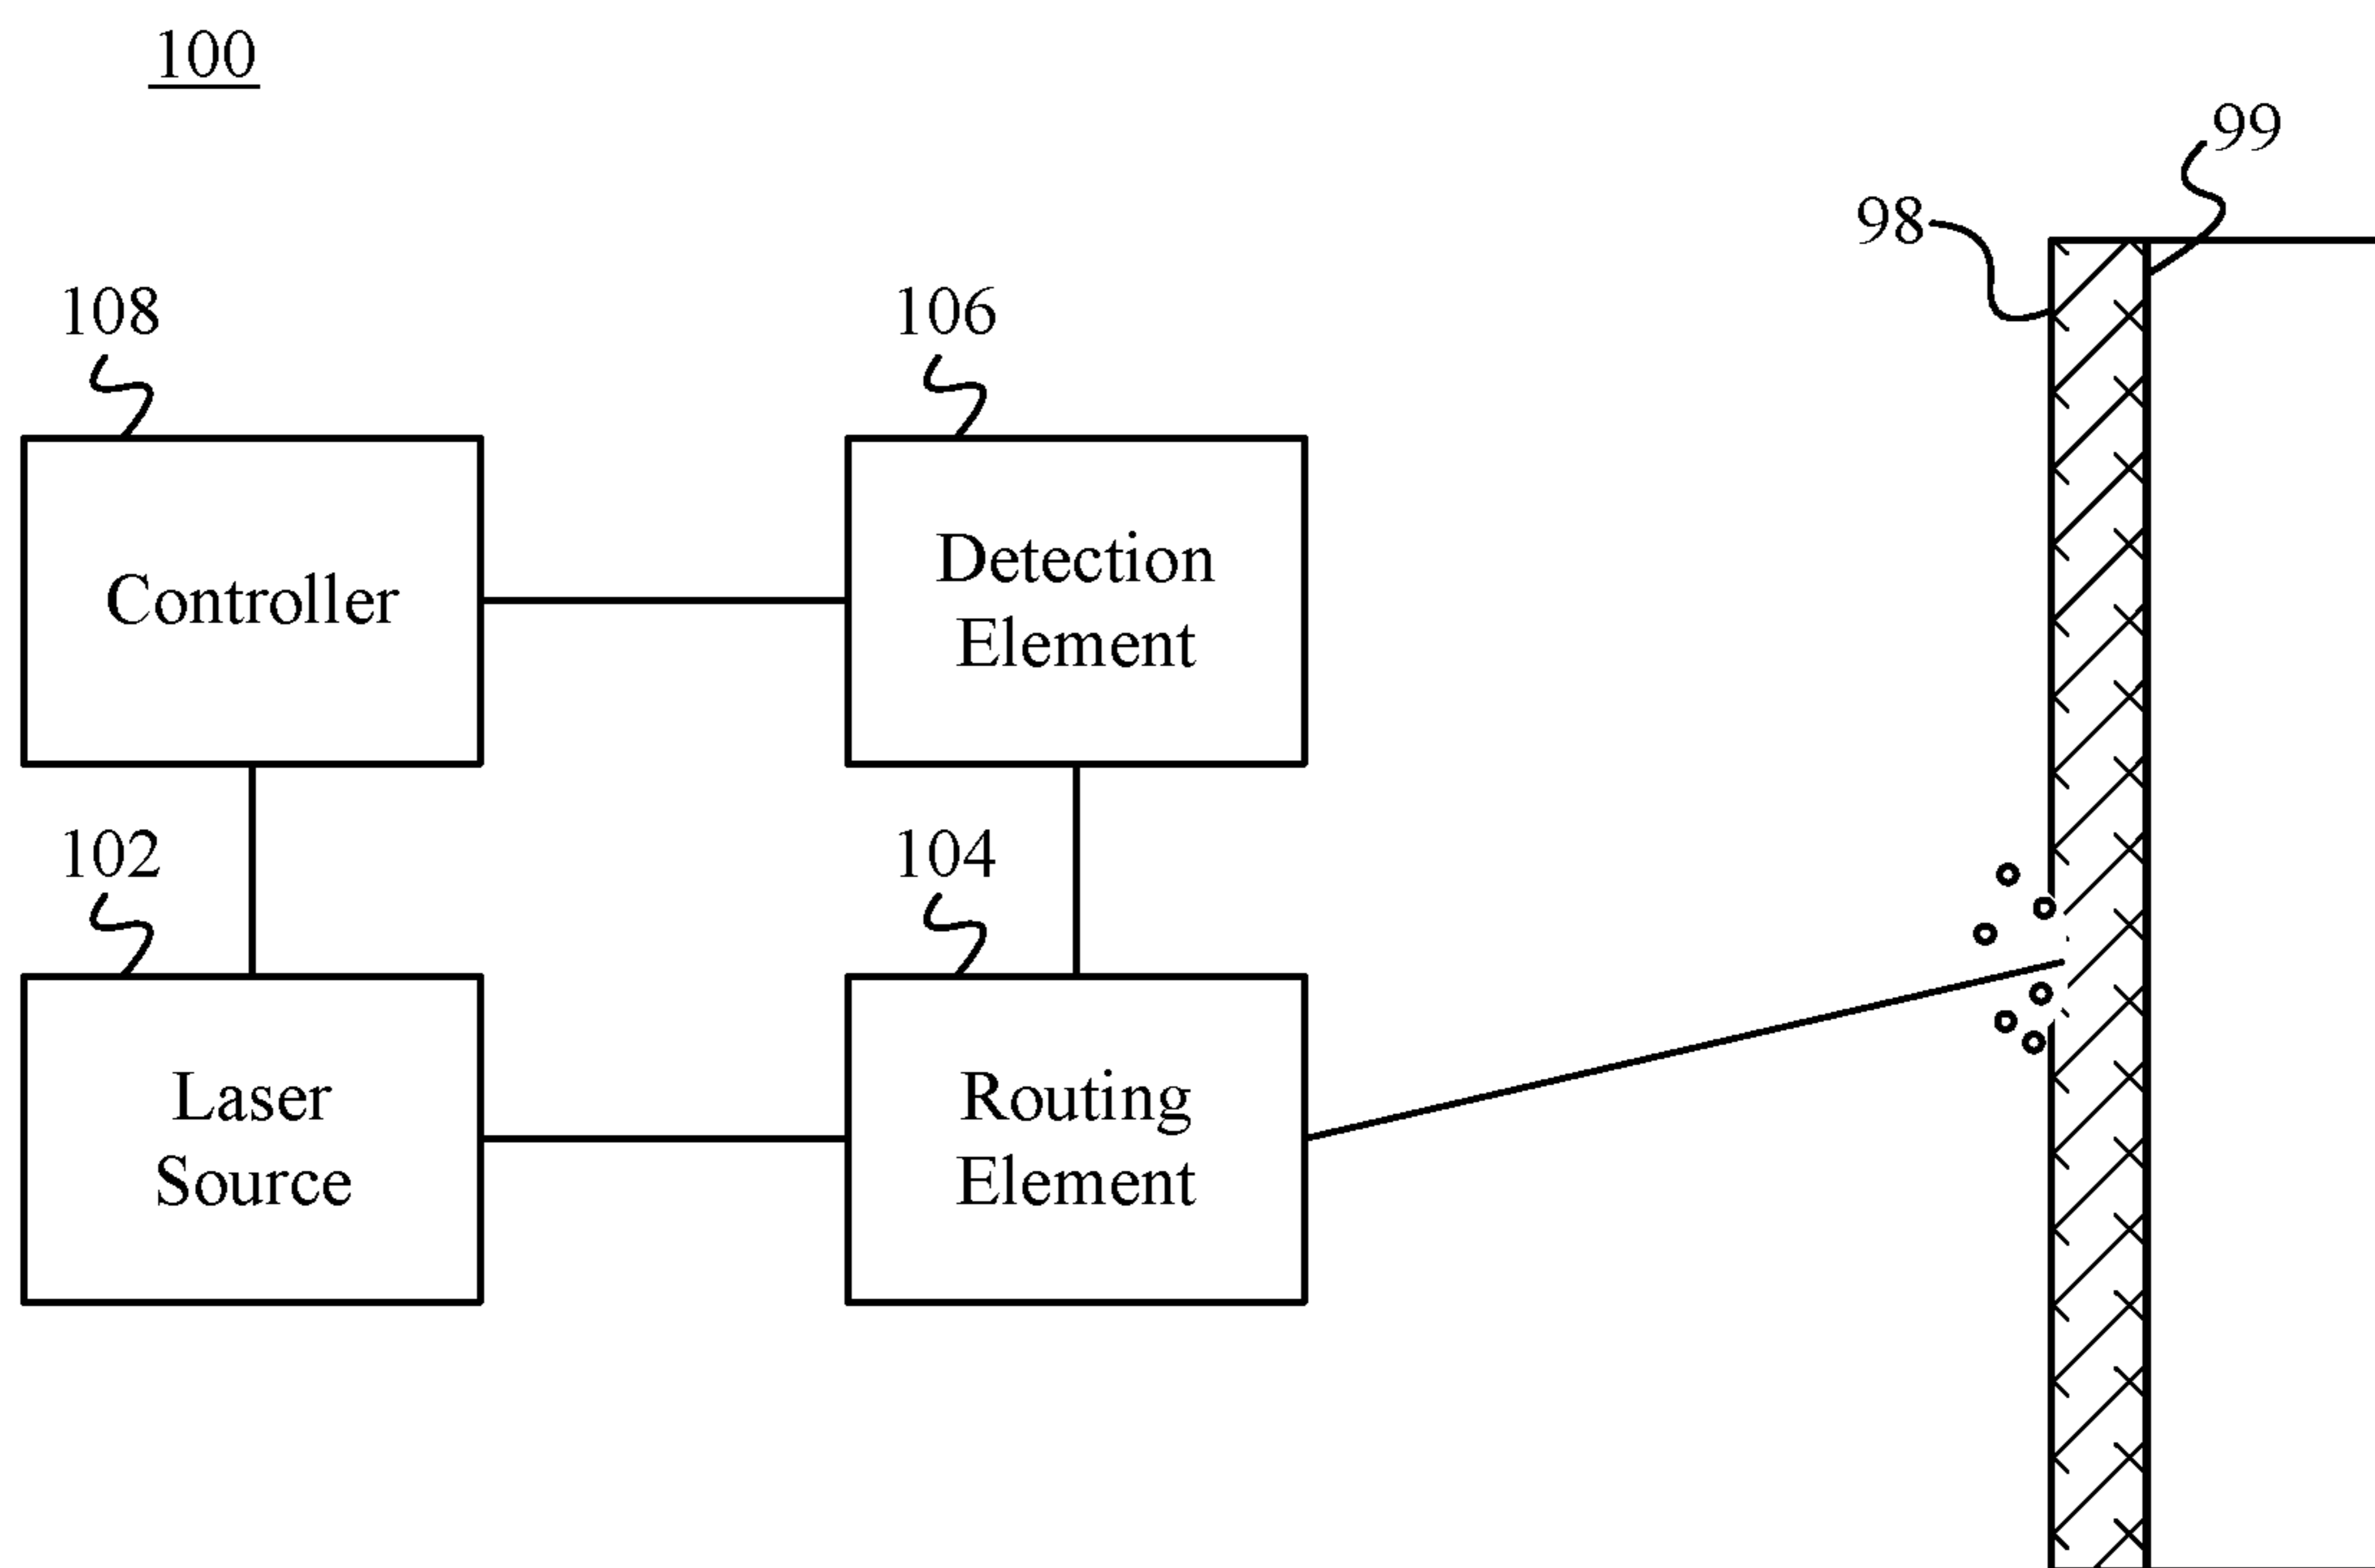 100
99
98
108
106
Controller
Detection
Element
102
104
Laser
Source
Routing
Element